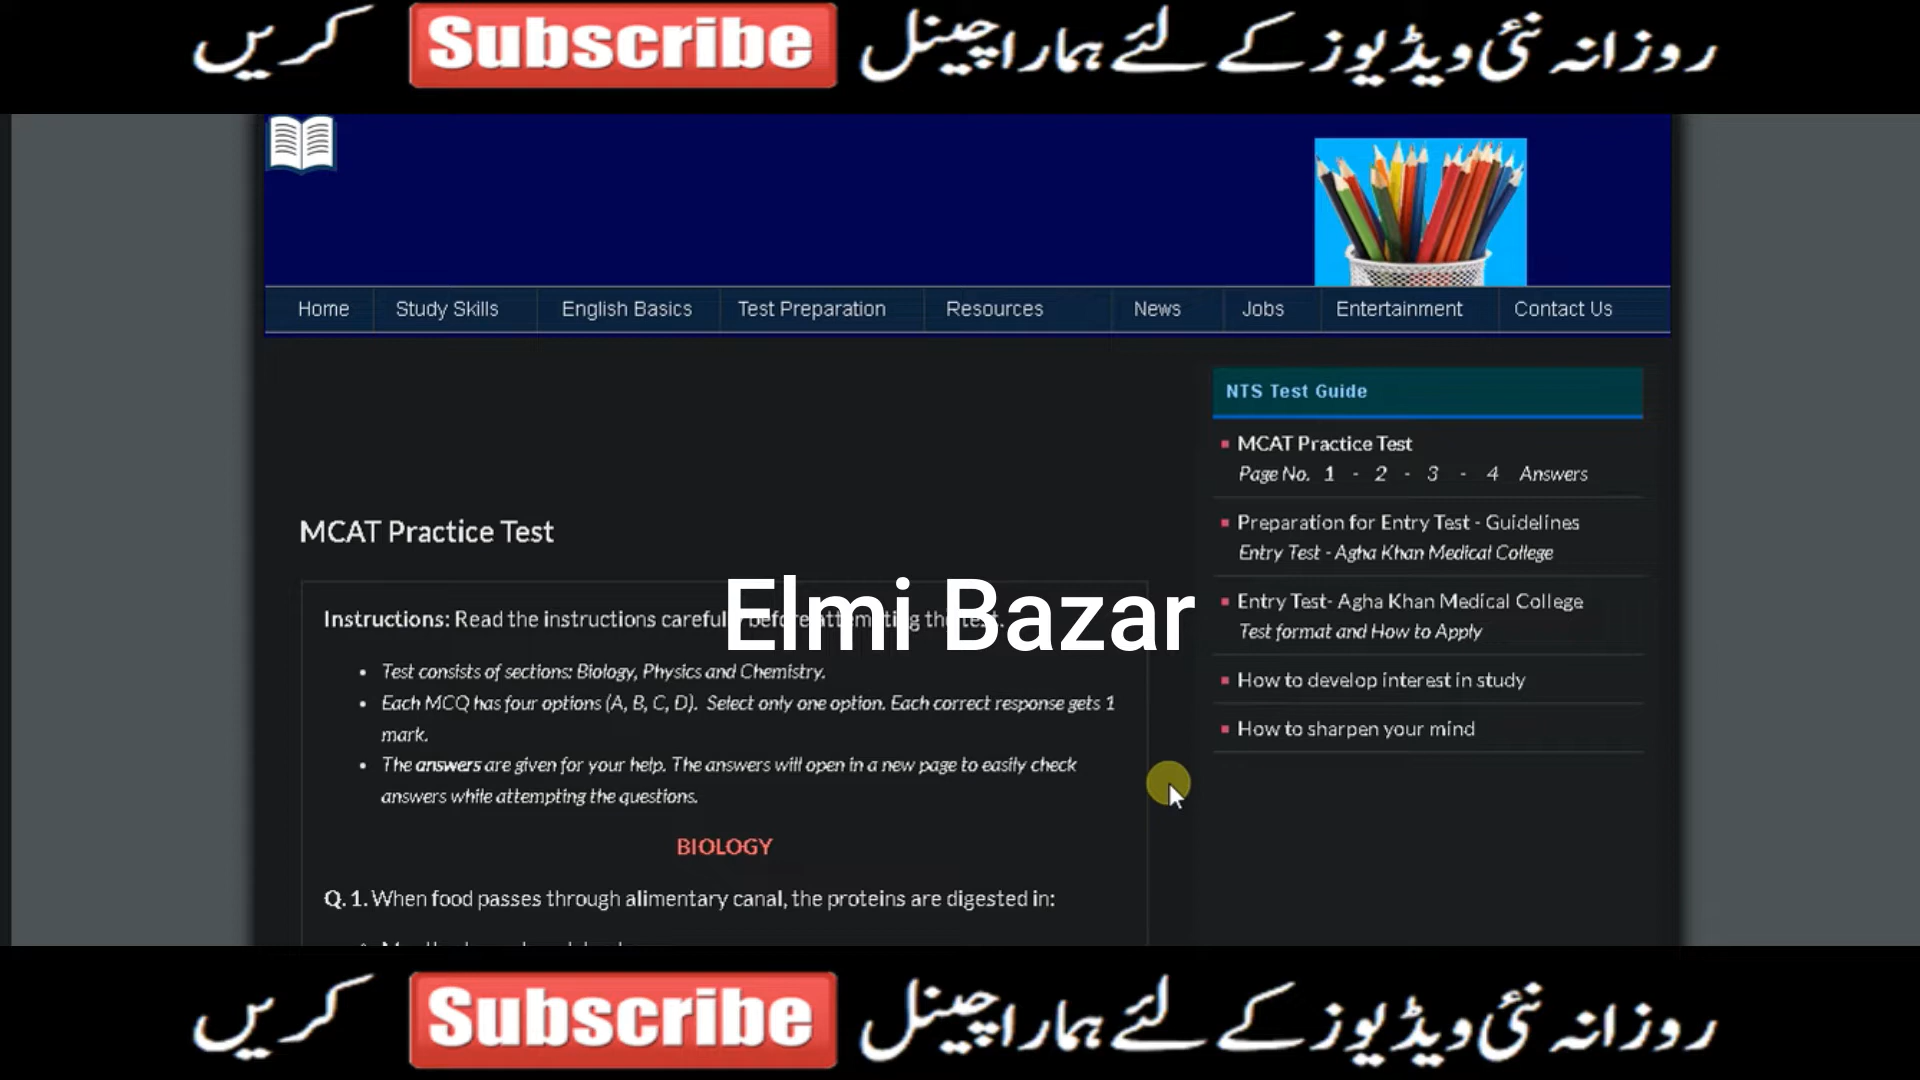 روزانہ نئی ویڈیوز کے لئے ہمارا چینل Subscribe کریں
Home Study Skills English Basics Test Preparation Resources News Jobs Entertainment Contact Us
NTS Test Guide
MCAT Practice Test
Page No. 1 - 2 - 3 - 4 Answers
Preparation for Entry Test - Guidelines
Entry Test - Agha Khan Medical College
Entry Test- Agha Khan Medical College
Test format and How to Apply
How to develop interest in study
How to sharpen your mind
MCAT Practice Test
Elmi Bazar
Instructions: Read the instructions carefully before attempting the test.
Test consists of sections: Biology, Physics and Chemistry.
Each MCQ has four options (A, B, C, D). Select only one option. Each correct response gets 1
mark.
The answers are given for your help. The answers will open in a new page to easily check
answers while attempting the questions.
BIOLOGY
Q. 1. When food passes through alimentary canal, the proteins are digested in:
روزانہ نئی ویڈیوز کے لئے ہمارا چینل Subscribe کریں